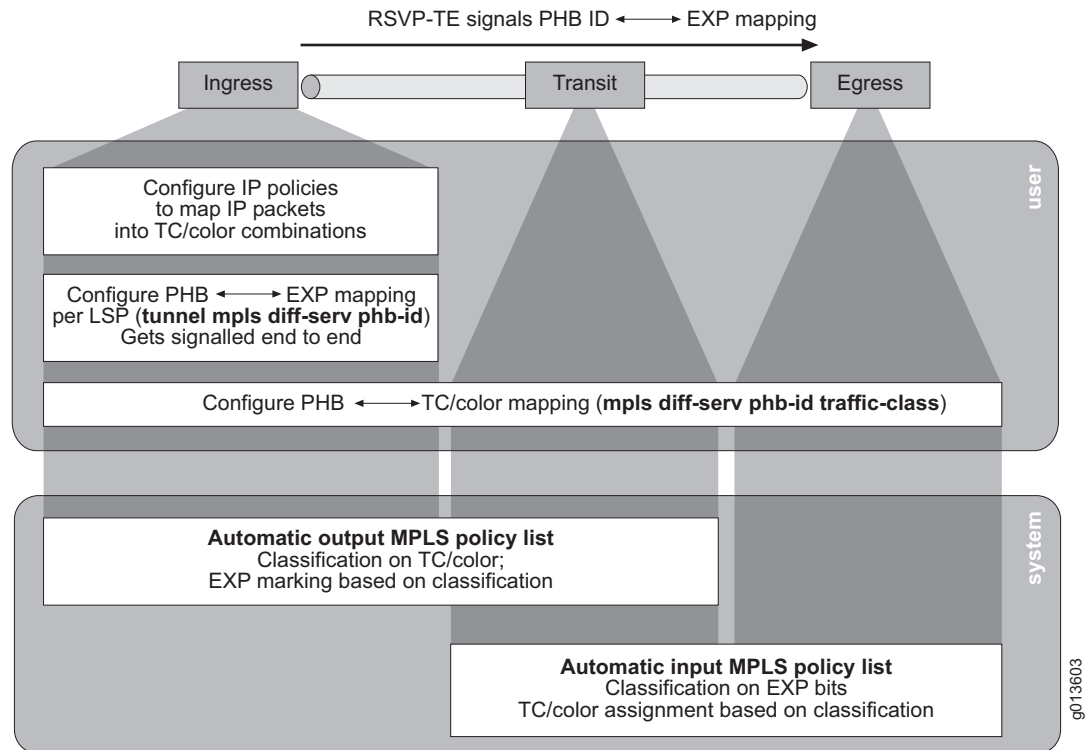 RSVP-TE signals PHB ID ⟷ EXP mapping
Ingress
Transit
Egress
user
Configure IP policies
to map IP packets
into TC/color combinations
Configure PHB ⟷ EXP mapping
per LSP (tunnel mpls diff-serv phb-id)
Gets signalled end to end
Configure PHB ⟷ TC/color mapping (mpls diff-serv phb-id traffic-class)
system
Automatic output MPLS policy list
Classification on TC/color;
EXP marking based on classification
Automatic input MPLS policy list
Classification on EXP bits
TC/color assignment based on classification
g013603